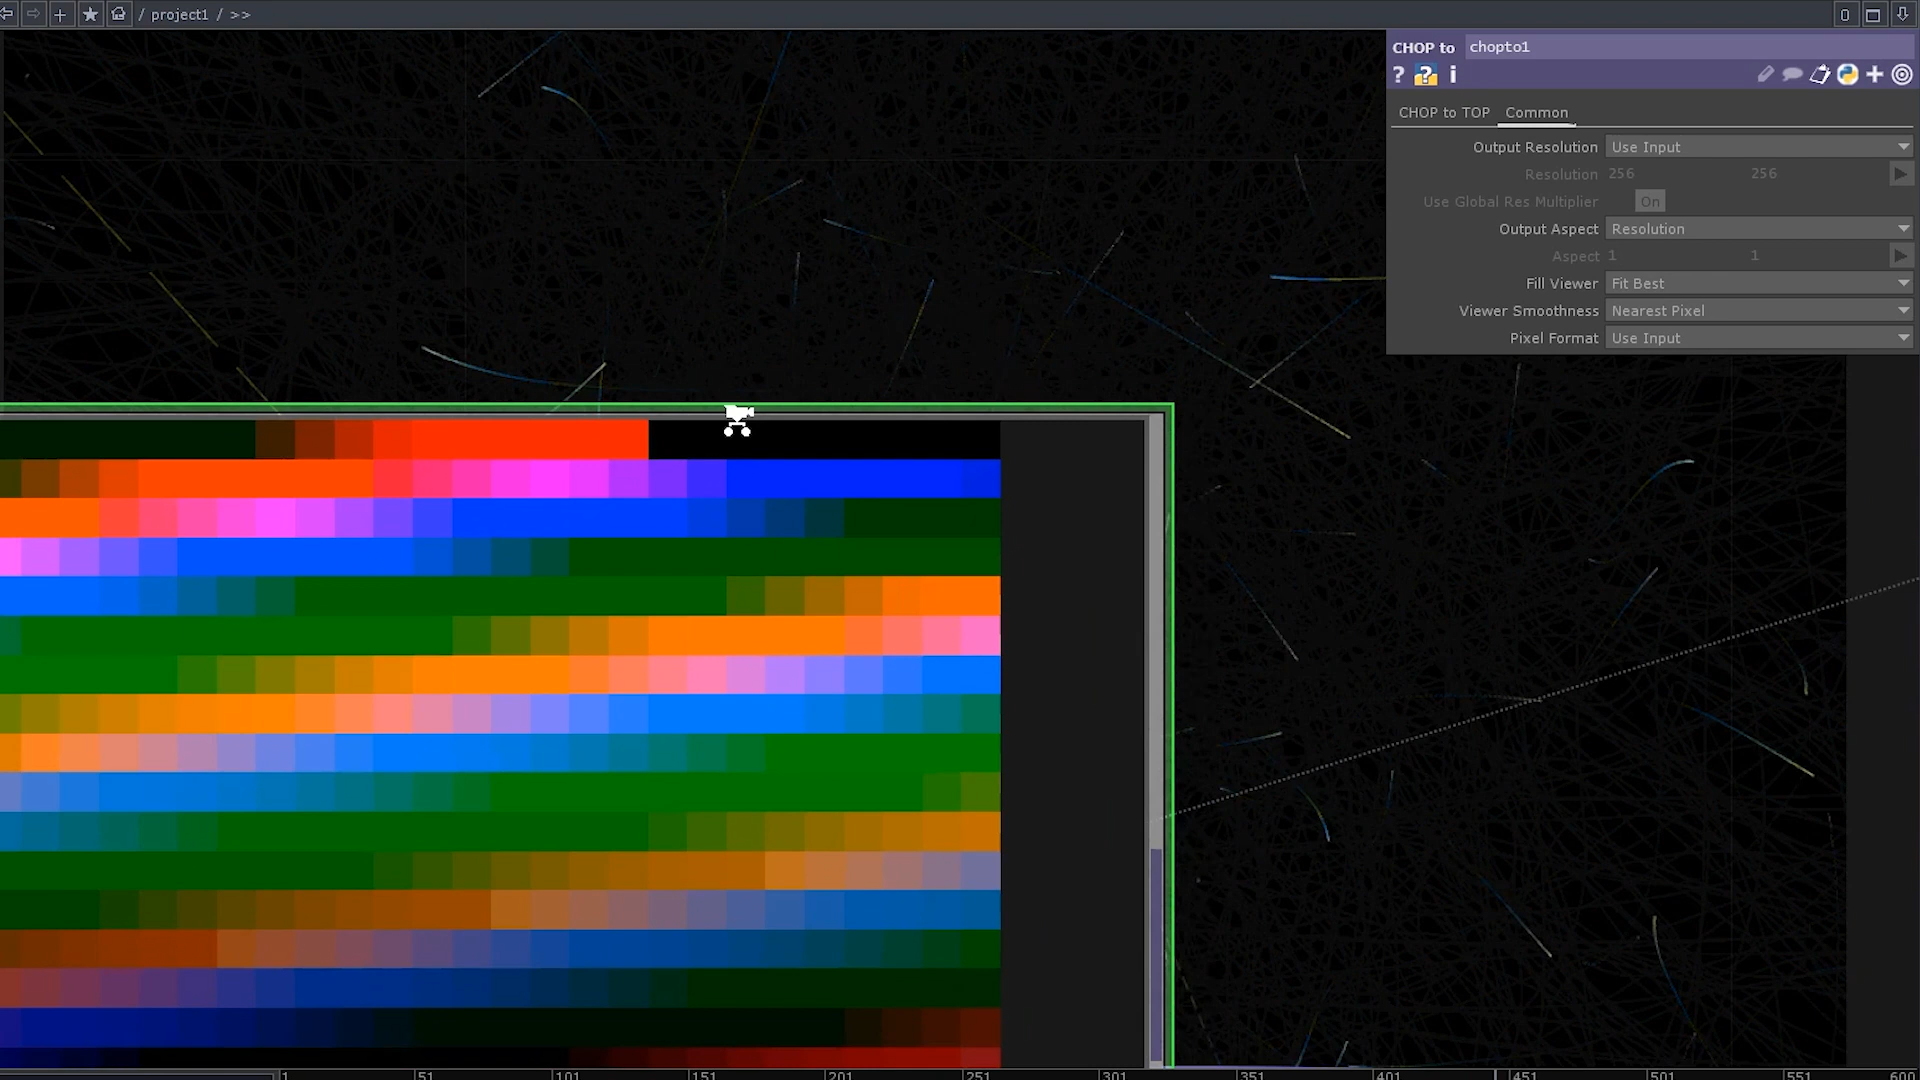 / project1 / >>
0
CHOP to chopto1
? ? i
CHOP to TOP Common
Output Resolution Use Input
Resolution 256 256
Use Global Res Multiplier On
Output Aspect Resolution
Aspect 1 1
Fill Viewer Fit Best
Viewer Smoothness Nearest Pixel
Pixel Format Use Input
1 51 101 151 201 251 301 351 401 451 501 551 600